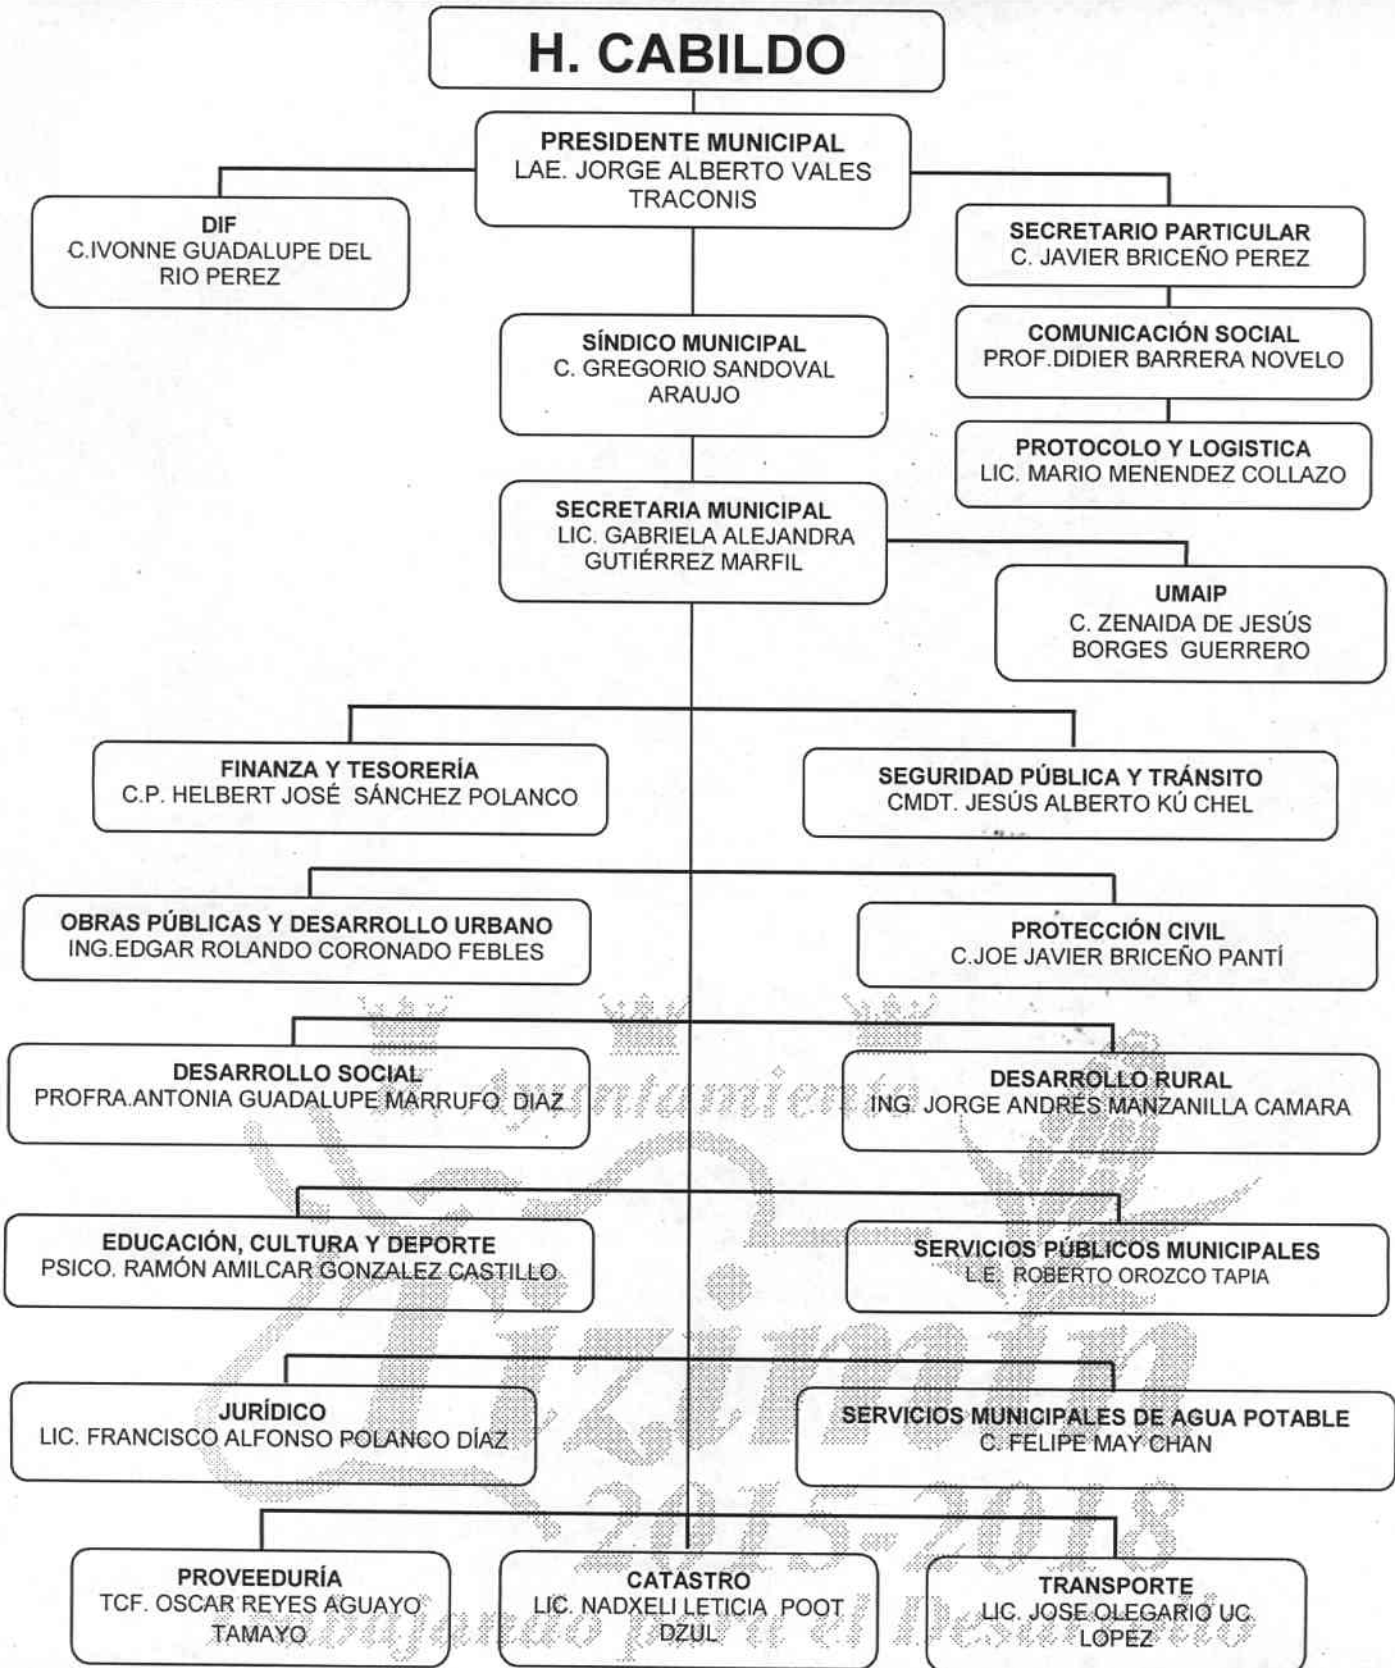 H. CABILDO
PRESIDENTE MUNICIPAL
LAE. JORGE ALBERTO VALES
TRACONIS
DIF
C.IVONNE GUADALUPE DEL
RIO PEREZ
SECRETARIO PARTICULAR
C. JAVIER BRICEÑO PEREZ
COMUNICACIÓN SOCIAL
PROF.DIDIER BARRERA NOVELO
PROTOCOLO Y LOGISTICA
LIC. MARIO MENENDEZ COLLAZO
SÍNDICO MUNICIPAL
C. GREGORIO SANDOVAL
ARAUJO
SECRETARIA MUNICIPAL
LIC. GABRIELA ALEJANDRA
GUTIÉRREZ MARFIL
UMAIP
C. ZENAIDA DE JESÚS
BORGES GUERRERO
FINANZA Y TESORERÍA
C.P. HELBERT JOSÉ SÁNCHEZ POLANCO
SEGURIDAD PÚBLICA Y TRÁNSITO
CMDT. JESÚS ALBERTO KÚ CHEL
OBRAS PÚBLICAS Y DESARROLLO URBANO
ING.EDGAR ROLANDO CORONADO FEBLES
PROTECCIÓN CIVIL
C.JOE JAVIER BRICEÑO PANTÍ
DESARROLLO SOCIAL
PROFRA.ANTONIA GUADALUPE MARRUFO DIAZ
DESARROLLO RURAL
ING. JORGE ANDRÉS MANZANILLA CAMARA
H. Ayuntamiento
EDUCACIÓN, CULTURA Y DEPORTE
PSICO. RAMÓN AMILCAR GONZALEZ CASTILLO
SERVICIOS PÚBLICOS MUNICIPALES
L.E. ROBERTO OROZCO TAPIA
Tizimín
JURÍDICO
LIC. FRANCISCO ALFONSO POLANCO DÍAZ
SERVICIOS MUNICIPALES DE AGUA POTABLE
C. FELIPE MAY CHAN
2015-2018
PROVEEDURÍA
TCF. OSCAR REYES AGUAYO
TAMAYO
CATASTRO
LIC. NADXELI LETICIA POOT
DZUL
TRANSPORTE
LIC. JOSE OLEGARIO UC
LOPEZ
Trabajando para el Desarrollo